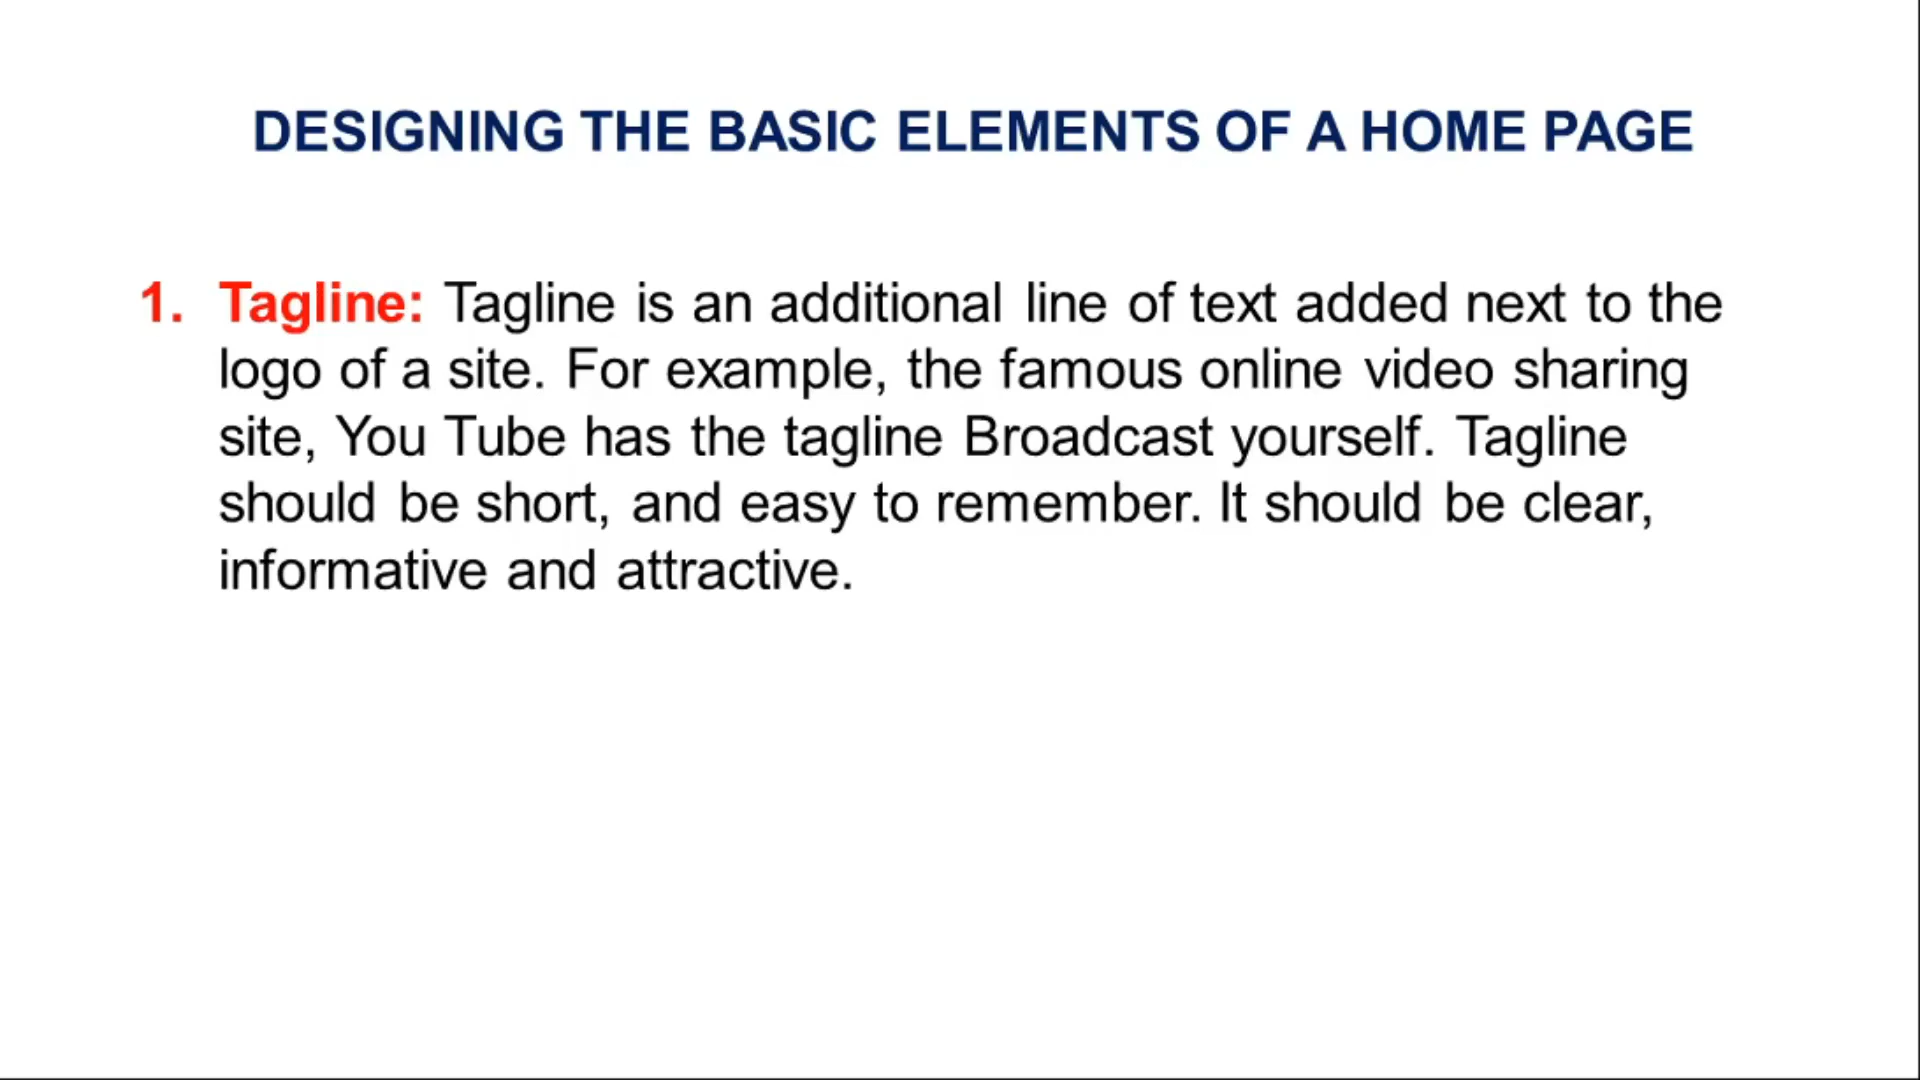 DESIGNING THE BASIC ELEMENTS OF A HOME PAGE
1. Tagline: Tagline is an additional line of text added next to the
logo of a site. For example, the famous online video sharing
site, You Tube has the tagline Broadcast yourself. Tagline
should be short, and easy to remember. It should be clear,
informative and attractive.